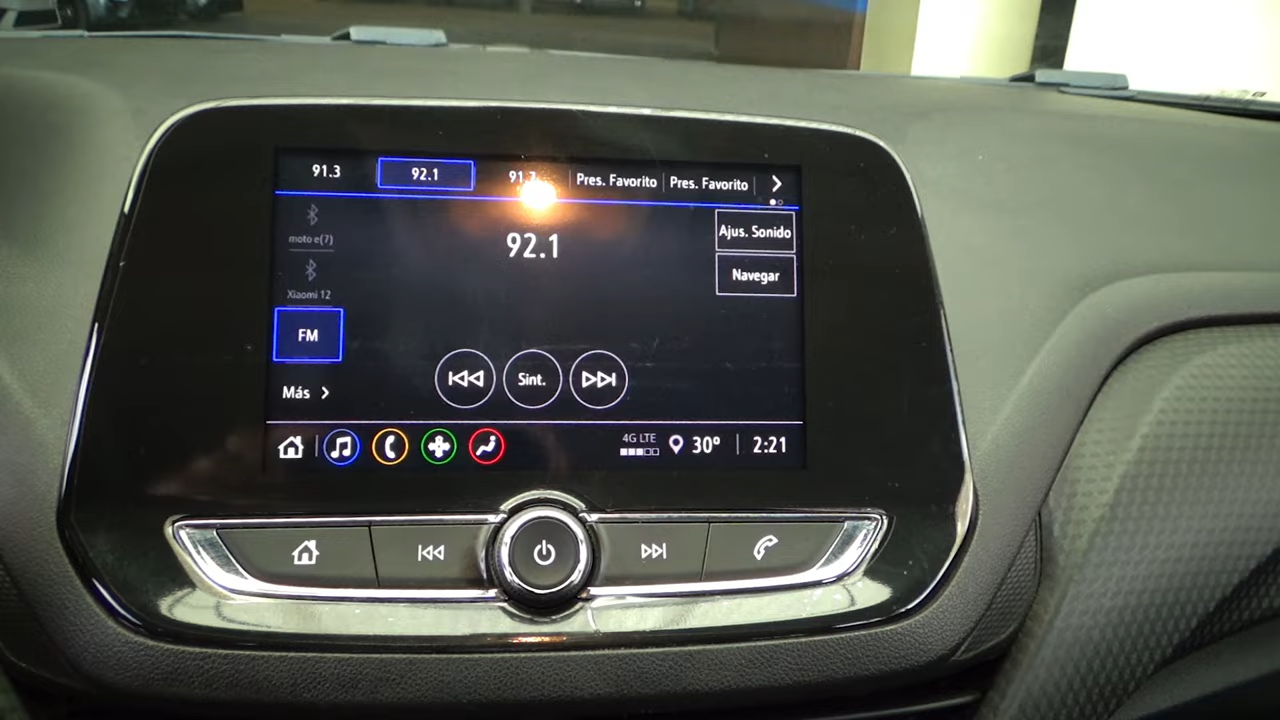 91.3 92.1 Pres. Favorito Pres. Favorito
moto e(7)
92.1
Ajus. Sonido
Navegar
Xiaomi 12
FM
Sint.
Más
4G LTE
30° 2:21